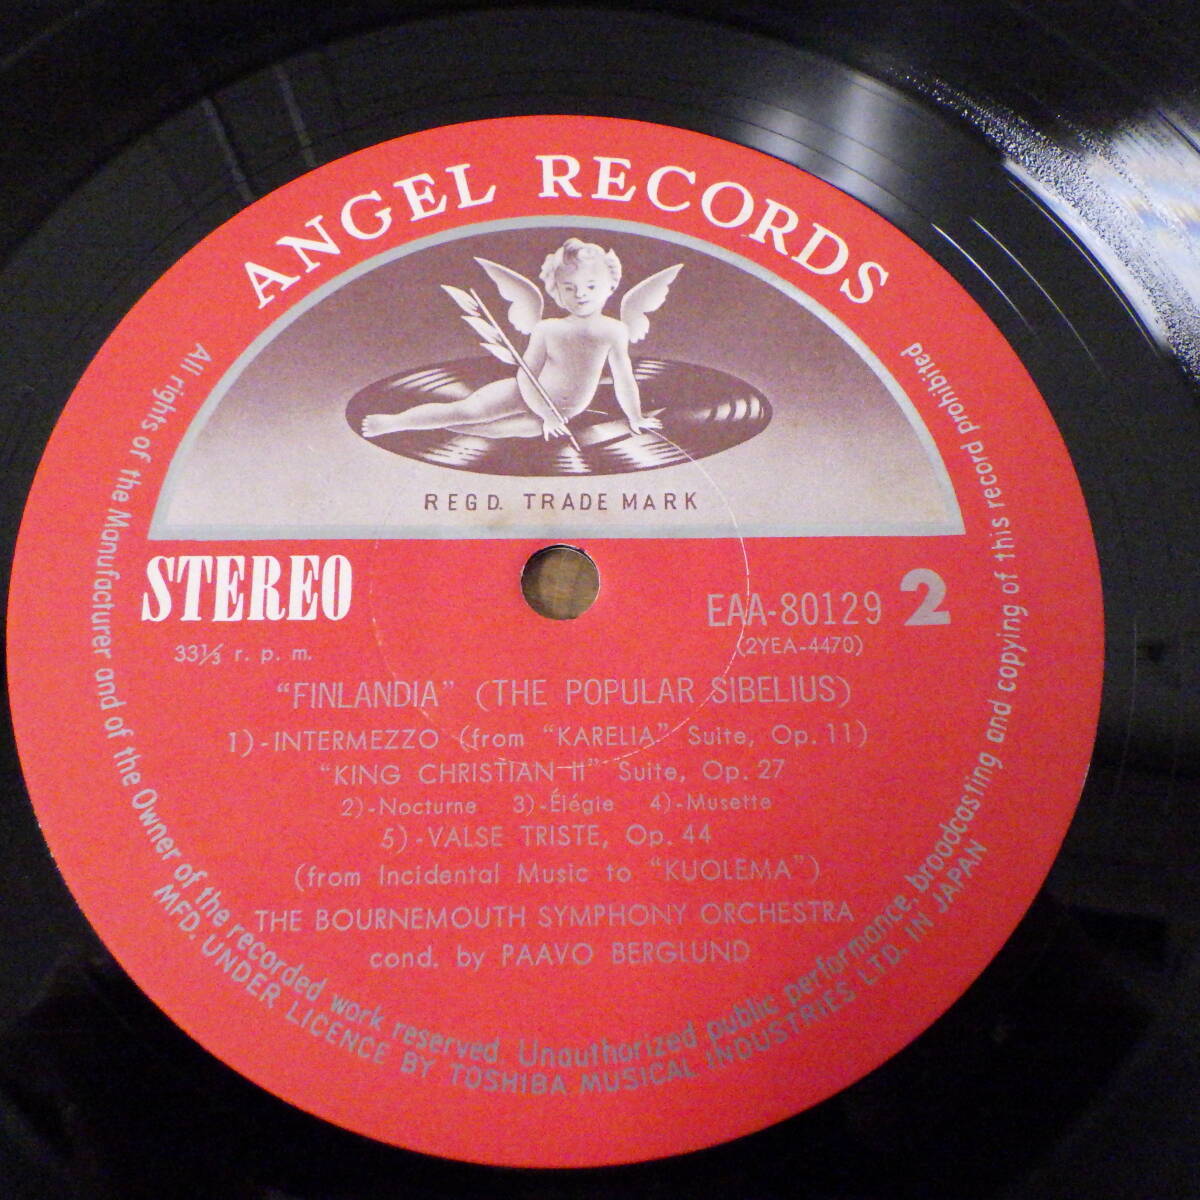 ANGEL RECORDS
REGD. TRADE MARK
STEREO
33⅓ r. p. m.
EAA-80129 2
(2YEA-4470)
"FINLANDIA" (THE POPULAR SIBELIUS)
1)-INTERMEZZO (from "KARELIA" Suite, Op. 11)
"KING CHRISTIAN II" Suite, Op. 27
2)-Nocturne 3)-Élégie 4)-Musette
5)-VALSE TRISTE, Op. 44
(from Incidental Music to "KUOLEMA")
THE BOURNEMOUTH SYMPHONY ORCHESTRA
cond. by PAAVO BERGLUND
All rights of the Manufacturer and of the Owner of the recorded work reserved. Unauthorized public performance, broadcasting and copying of this record prohibited
MFD. UNDER LICENCE BY TOSHIBA MUSICAL INDUSTRIES LTD. IN JAPAN